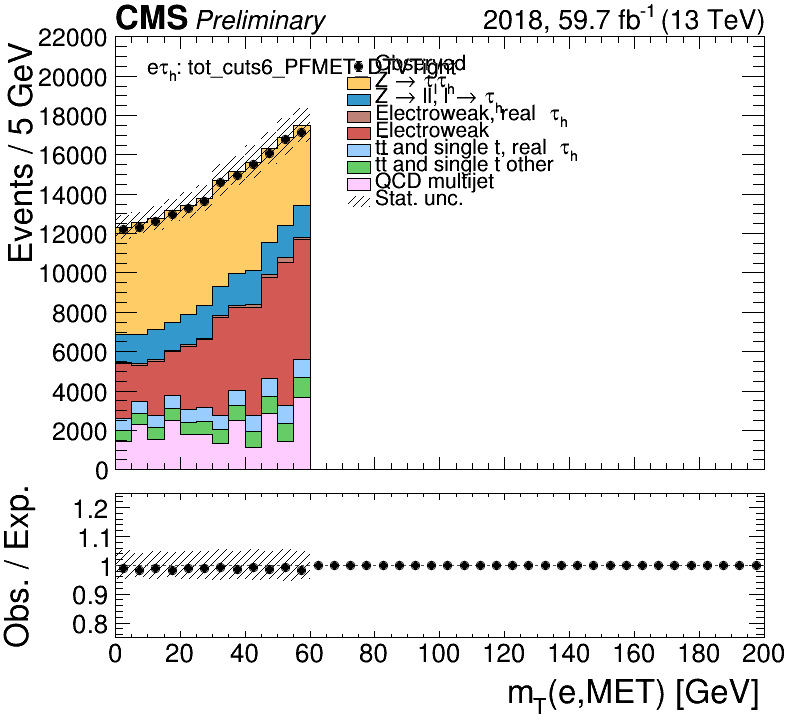 CMS Preliminary 2018, 59.7 fb⁻¹ (13 TeV)
Events / 5 GeV
22000
20000
18000
16000
14000
12000
10000
8000
6000
4000
2000
0
eτh: tot_cuts6_PFMET
Observed
Z → ττh
Z → ll, l → τh
Electroweak, real τh
Electroweak
tt and single t, real τh
tt and single t other
QCD multijet
Stat. unc.
Obs. / Exp.
1.2
1.1
1
0.9
0.8
0 20 40 60 80 100 120 140 160 180 200
mT(e,MET) [GeV]